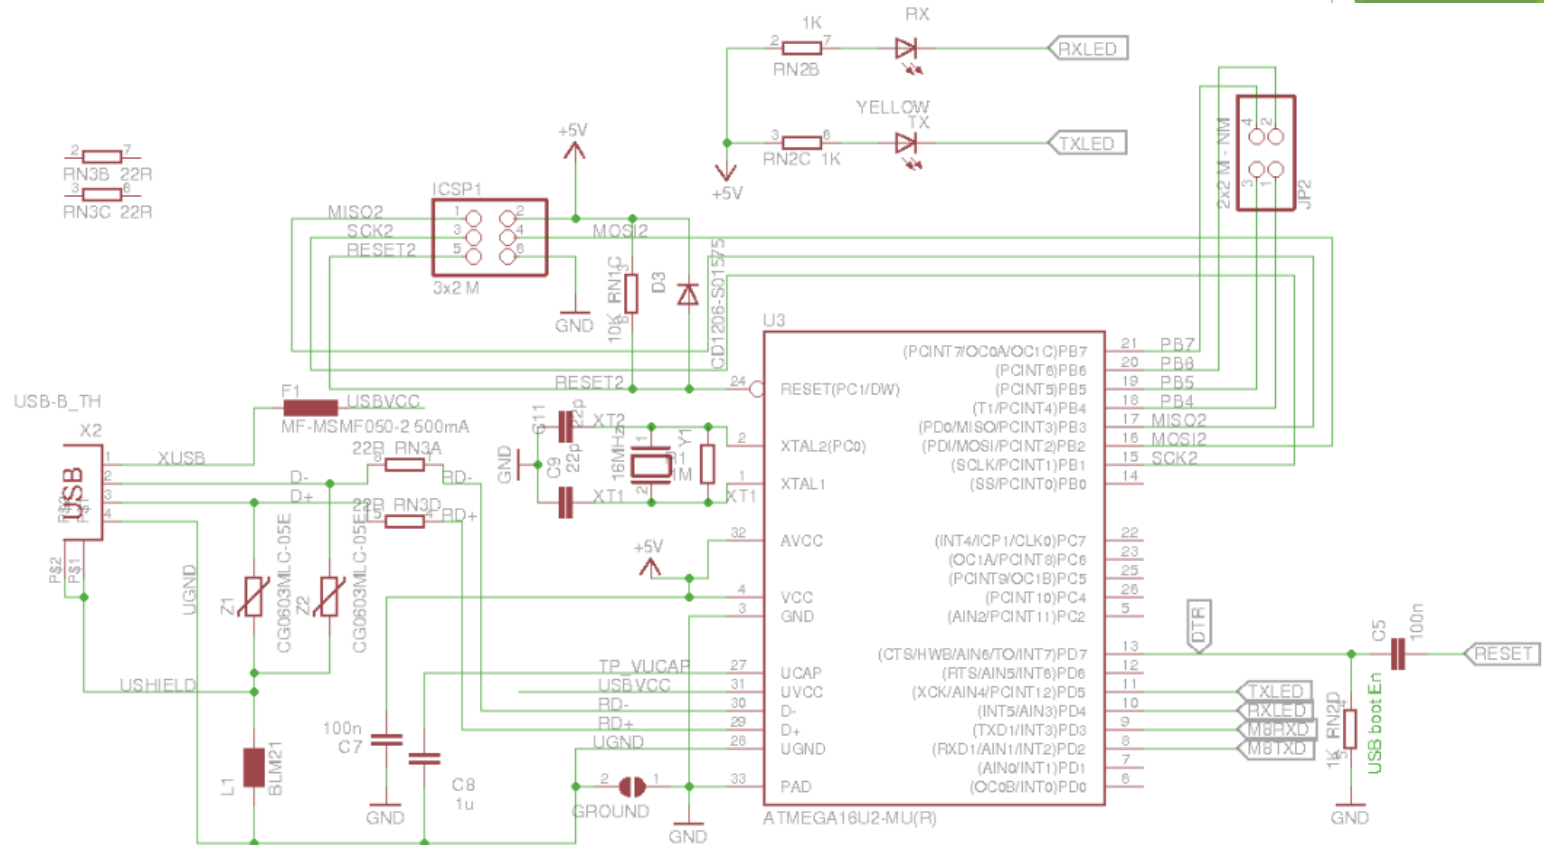 RX
1K
2 7
RN2B
RXLED
YELLOW
TX
3 6
RN2C 1K
TXLED
+5V
+5V
2 7
RN3B 22R
3 6
RN3C 22R
4 2
3 1
2x2 M - NM
JP2
ICSP1
MISO2 1 2
SCK2 3 4 MOSI2
RESET2 5 6
3x2 M
GND
10K RN1C
3
6
D3
CD1206-S01575
U3
RESET2
24 RESET(PC1/DW)
2 XTAL2(PC0)
1 XTAL1
32 AVCC
4 VCC
3 GND
27 UCAP
31 UVCC
30 D-
29 D+
28 UGND
33 PAD
(PCINT7/OC0A/OC1C)PB7 21 PB7
(PCINT6)PB6 20 PB6
(PCINT5)PB5 19 PB5
(T1/PCINT4)PB4 18 PB4
(PD0/MISO/PCINT3)PB3 17 MISO2
(PDI/MOSI/PCINT2)PB2 16 MOSI2
(SCLK/PCINT1)PB1 15 SCK2
(SS/PCINT0)PB0 14
(INT4/ICP1/CLK0)PC7 22
(OC1A/PCINT8)PC6 23
(PCINT9/OC1B)PC5 25
(PCINT10)PC4 26
(AIN2/PCINT11)PC2 5
(CTS/HWB/AIN6/TO/INT7)PD7 13
(RTS/AIN5/INT6)PD6 12
(XCK/AIN4/PCINT12)PD5 11 TXLED
(INT5/AIN3)PD4 10 RXLED
(TXD1/INT3)PD3 9 M8RXD
(RXD1/AIN1/INT2)PD2 8 M8TXD
(AIN0/INT1)PD1 7
(OC0B/INT0)PD0 6
ATMEGA16U2-MU(R)
USB-B_TH
X2
USB
1
2
3
4
P$2
P$1
F1
USBVCC
MF-MSMF050-2 500mA
XUSB
D-
D+
22R RN3A
RD-
22R RN3D
RD+
C11
22p
XT2
GND
C9
22p
XT1
16MHz
1
2
Y1
R1
1M
XT1
+5V
Z1
CG0603MLC-05E
Z2
CG0603MLC-05E
UGND
USHIELD
L1
BLM21
TP_VUCAP
USBVCC
RD-
RD+
UGND
100n
C7
GND
C8
1u
2 1
GROUND
GND
DTR
C5
100n
RESET
1K RN2D
USB boot En
GND